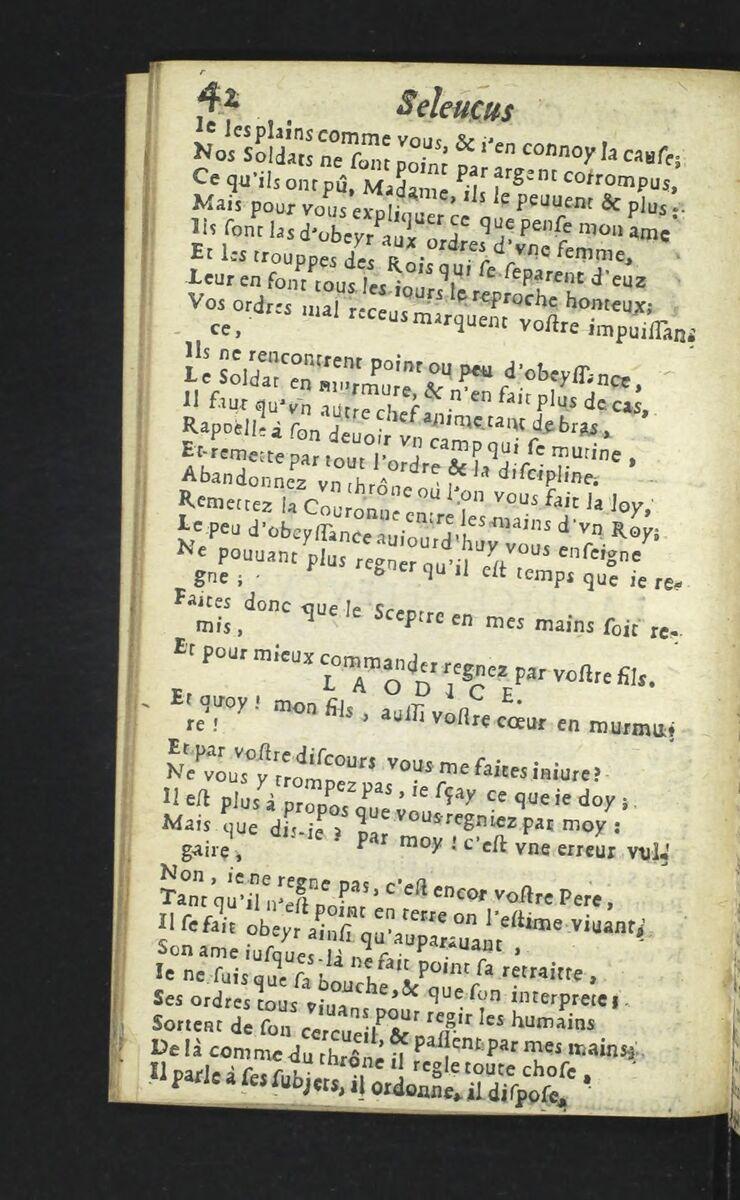 42 Seleucus
Ie les plains comme vous, & i'en connoy la cause;
Nos Soldats ne sont point par argent corrompus,
Ce qu'ils ont pû, Madame, ils le peuuent & plus:
Mais pour vous expliquer ce que pense mon ame
Ils sont las d'obeyr aux ordres d'vne femme,
Et les trouppes des Rois qui se separent d'euz
Leur en font tous les iours le reproche honteux;
Vos ordres mal receus marquent vostre impuissan-
ce,
Ils ne rencontrent point ou peu d'obeyssance,
Le Soldat en murmure, & n'en fait plus de cas,
Il faut qu'vn autre chef anime tant de bras,
Rappelle à son deuoir vn camp qui se mutine,
Et remette par tout l'ordre & la discipline.
Abandonnez vn thrône où l'on vous fait la loy,
Remettez la Couronne entre les mains d'vn Roy;
Le peu d'obeyssance auiourd'huy vous enseigne
Ne pouuant plus regner qu'il est temps que ie re-
gne;
Faites donc que le Sceptre en mes mains soit re-
mis,
Et pour mieux commander regnez par vostre fils.
LAODICE.
Et quoy! mon fils, aussi vostre cœur en murmu-
re!
Et par vostre discours vous me faites iniure?
Ne vous y trompez pas, ie sçay ce que ie doy;
Il est plus à propos que vous regniez par moy:
Mais que dis-ie? par moy! c'est vne erreur vul-
gaire,
Non, ie ne regne pas, c'est encor vostre Pere,
Tant qu'il n'est point en terre on l'estime viuant;
Il se fait obeyr ainsi qu'auparauant,
Son ame iusques-là ne fait point sa retraitte,
Ie ne suis que sa bouche, & que son interprete;
Ses ordres tous viuans pour regir les humains
Sortent de son cercueil, & passent par mes mains;
De là comme du thrône il regle toute chose,
Il parle à ses subjets, il ordonne, il dispose,